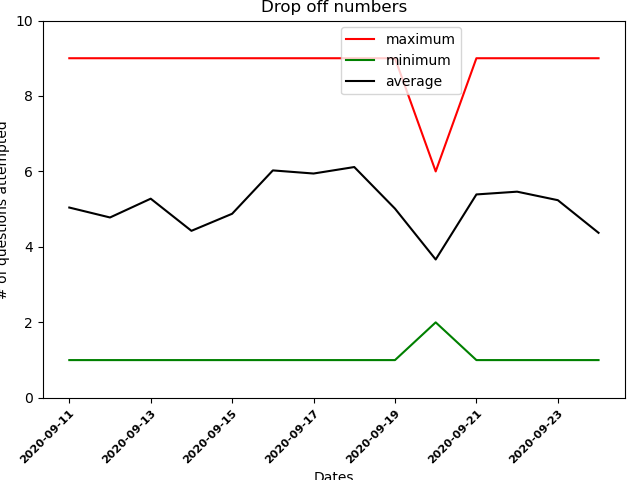 Drop off numbers
maximum
minimum
average
# of questions attempted
10
8
6
4
2
0
2020-09-11
2020-09-13
2020-09-15
2020-09-17
2020-09-19
2020-09-21
2020-09-23
Dates